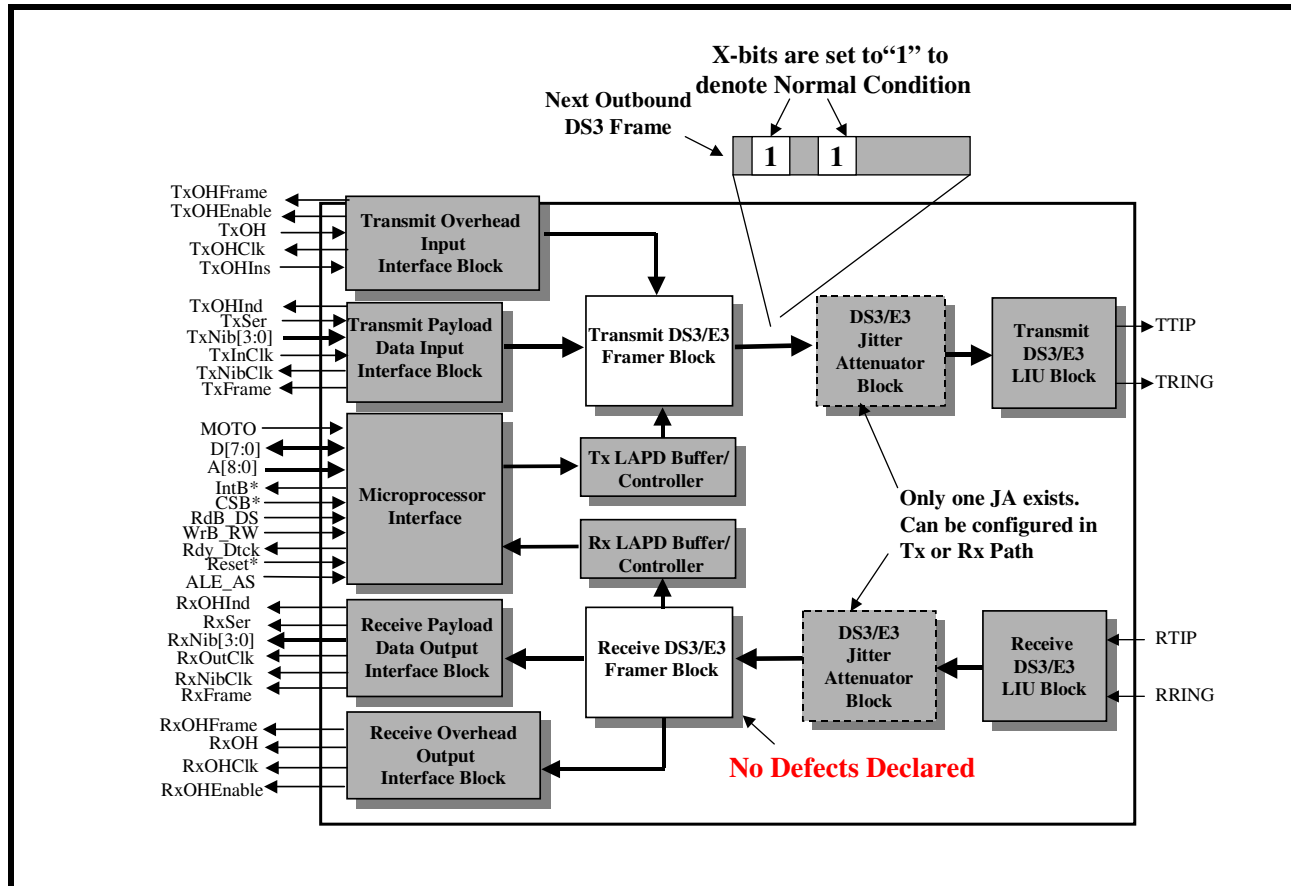 X-bits are set to“1” to
denote Normal Condition
Next Outbound
DS3 Frame
1 1
TxOHFrame
TxOHEnable
TxOH
TxOHClk
TxOHIns
Transmit Overhead
Input
Interface Block
TxOHInd
TxSer
TxNib[3:0]
TxInClk
TxNibClk
TxFrame
Transmit Payload
Data Input
Interface Block
Transmit DS3/E3
Framer Block
DS3/E3
Jitter
Attenuator
Block
Transmit
DS3/E3
LIU Block
TTIP
TRING
MOTO
D[7:0]
A[8:0]
IntB*
CSB*
RdB_DS
WrB_RW
Rdy_Dtck
Reset*
ALE_AS
Microprocessor
Interface
Tx LAPD Buffer/
Controller
Rx LAPD Buffer/
Controller
Only one JA exists.
Can be configured in
Tx or Rx Path
RxOHInd
RxSer
RxNib[3:0]
RxOutClk
RxNibClk
RxFrame
Receive Payload
Data Output
Interface Block
Receive DS3/E3
Framer Block
DS3/E3
Jitter
Attenuator
Block
Receive
DS3/E3
LIU Block
RTIP
RRING
RxOHFrame
RxOH
RxOHClk
RxOHEnable
Receive Overhead
Output
Interface Block
No Defects Declared